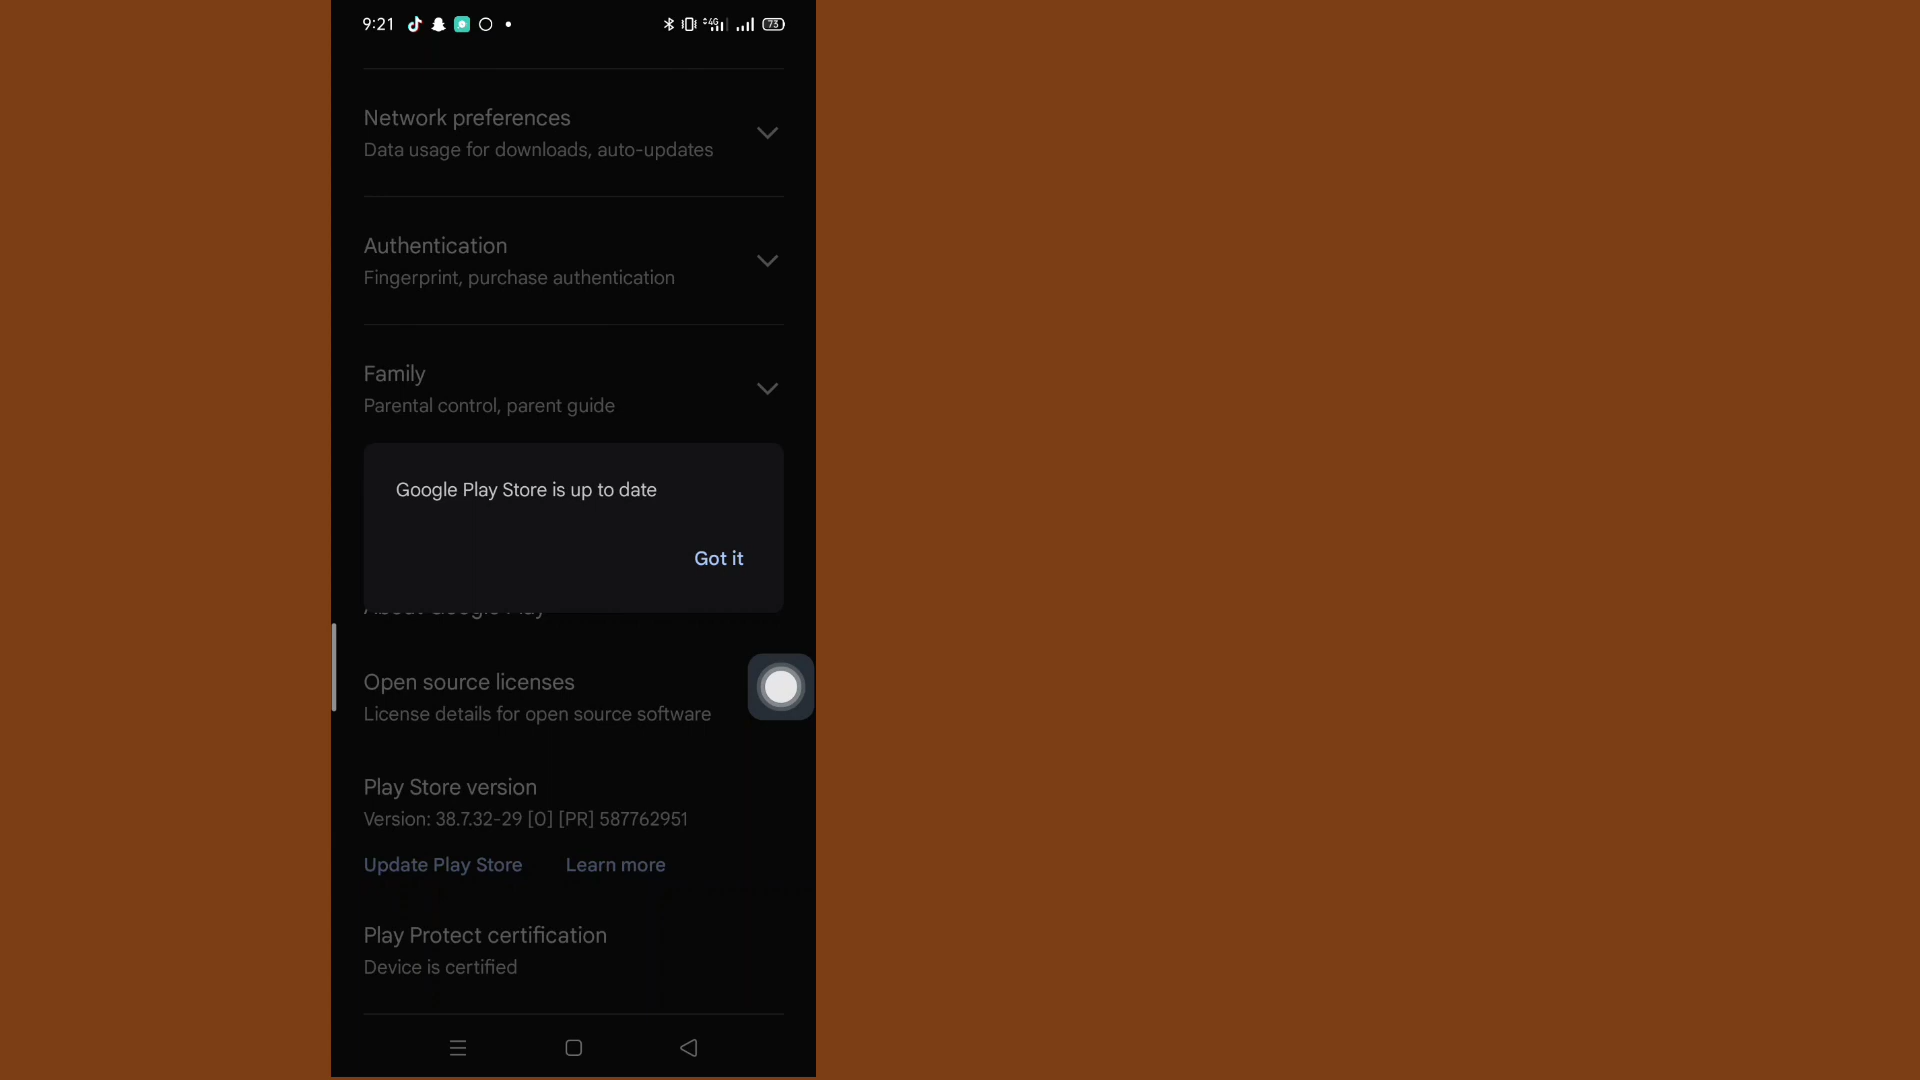 9:21
4G
73
Network preferences
Data usage for downloads, auto-updates
Authentication
Fingerprint, purchase authentication
Family
Parental control, parent guide
Google Play Store is up to date
Got it
About Google Play
Open source licenses
License details for open source software
Play Store version
Version: 38.7.32-29 [0] [PR] 587762951
Update Play Store Learn more
Play Protect certification
Device is certified